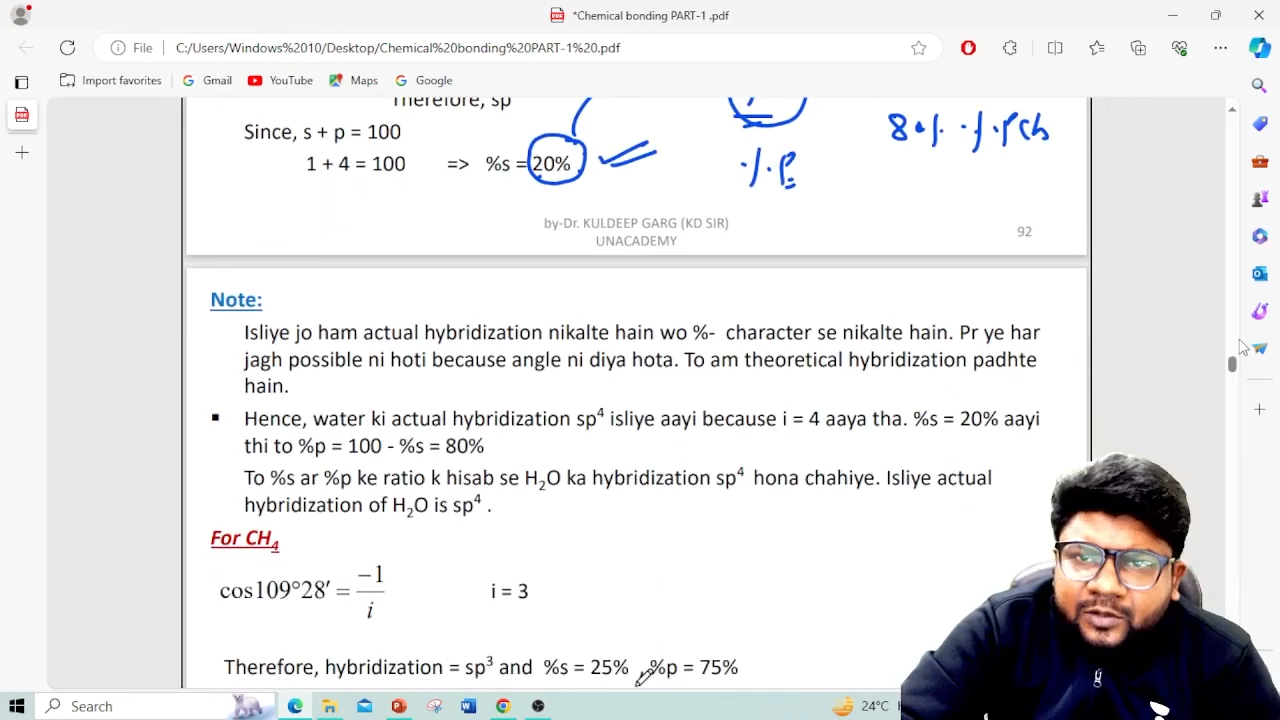 *Chemical bonding PART-1 .pdf
File | C:/Users/Windows%2010/Desktop/Chemical%20bonding%20PART-1%20.pdf
Import favorites Gmail YouTube Maps Google
Therefore, sp
Since, s + p = 100
1 + 4 = 100 => %s = 20%
%P
80%
by-Dr. KULDEEP GARG (KD SIR)
UNACADEMY
92
Note:
Isliye jo ham actual hybridization nikalte hain wo %- character se nikalte hain. Pr ye har
jagh possible ni hoti because angle ni diya hota. To am theoretical hybridization padhte
hain.
▪ Hence, water ki actual hybridization sp⁴ isliye aayi because i = 4 aaya tha. %s = 20% aayi
thi to %p = 100 - %s = 80%
To %s ar %p ke ratio k hisab se H₂O ka hybridization sp⁴ hona chahiye. Isliye actual
hybridization of H₂O is sp⁴ .
For CH₄
cos109°28′ = −1/i i = 3
Therefore, hybridization = sp³ and %s = 25% , %p = 75%
Search
24°C